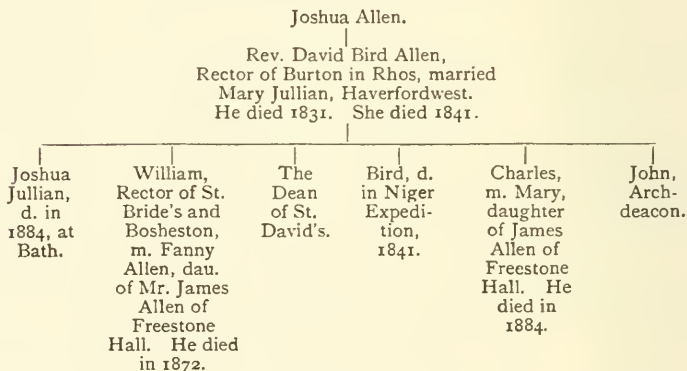 Joshua Allen.
Rev. David Bird Allen,
Rector of Burton in Rhos, married
Mary Jullian, Haverfordwest.
He died 1831. She died 1841.
Joshua
Jullian,
d. in
1884, at
Bath.
William,
Rector of St.
Bride's and
Bosheston,
m. Fanny
Allen, dau.
of Mr. James
Allen of
Freestone
Hall. He died
in 1872.
The
Dean
of St.
David's.
Bird, d.
in Niger
Expedi-
tion,
1841.
Charles,
m. Mary,
daughter
of James
Allen of
Freestone
Hall. He
died in
1884.
John,
Arch-
deacon.